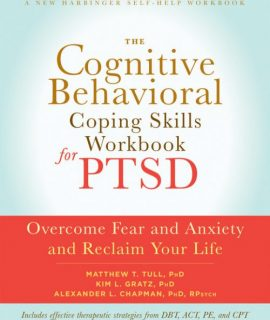 A NEW HARBINGER SELF-HELP WORKBOOK
THE
Cognitive
Behavioral
Coping Skills
Workbook
for PTSD
Overcome Fear and Anxiety
and Reclaim Your Life
MATTHEW T. TULL, PHD
KIM L. GRATZ, PHD
ALEXANDER L. CHAPMAN, PHD, RPSYCH
Includes effective therapeutic strategies from DBT, ACT, PE, and CPT